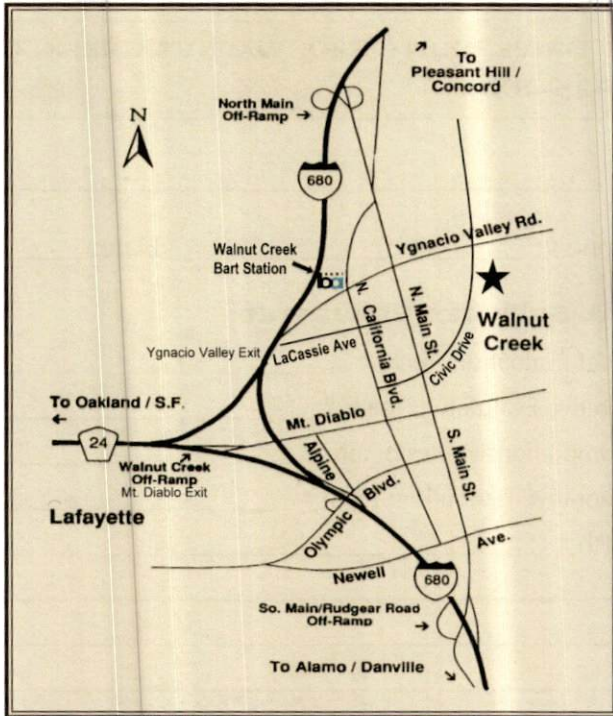 To
Pleasant Hill /
Concord
North Main
Off-Ramp
N
680
Ygnacio Valley Rd.
Walnut Creek
Bart Station
ba
N. California Blvd.
N. Main St.
Walnut
Creek
Civic Drive
Ygnacio Valley Exit
LaCassie Ave
To Oakland / S.F.
Mt. Diablo
24
Walnut Creek
Off-Ramp
Mt. Diablo Exit
Alpine
S. Main St.
Lafayette
Olympic
Blvd.
Newell
Ave.
680
So. Main/Rudgear Road
Off-Ramp
To Alamo / Danville